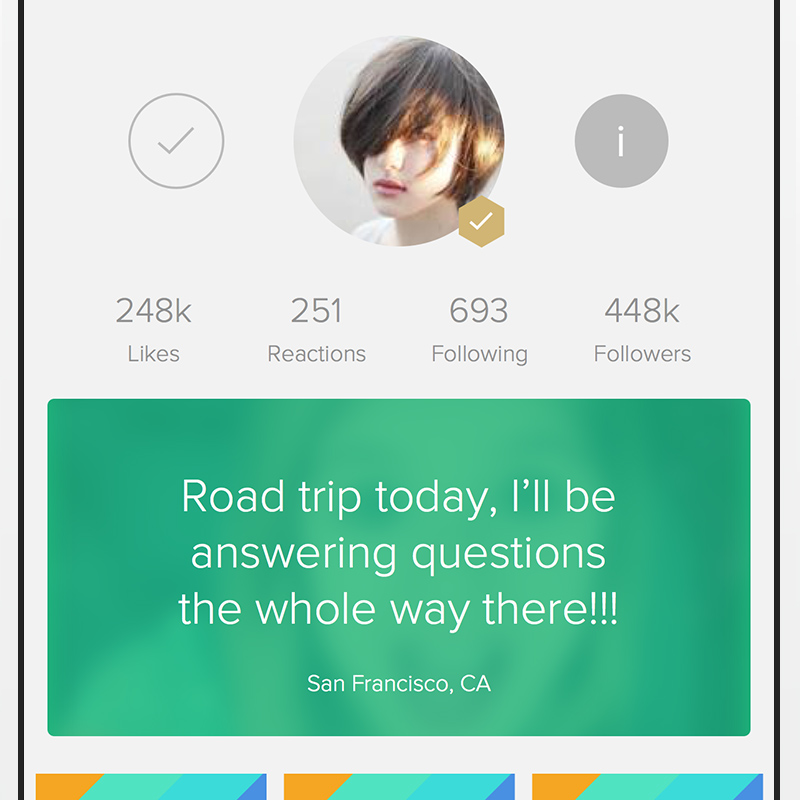 i
248k 251 693 448k
Likes Reactions Following Followers
Road trip today, I’ll be
answering questions
the whole way there!!!
San Francisco, CA